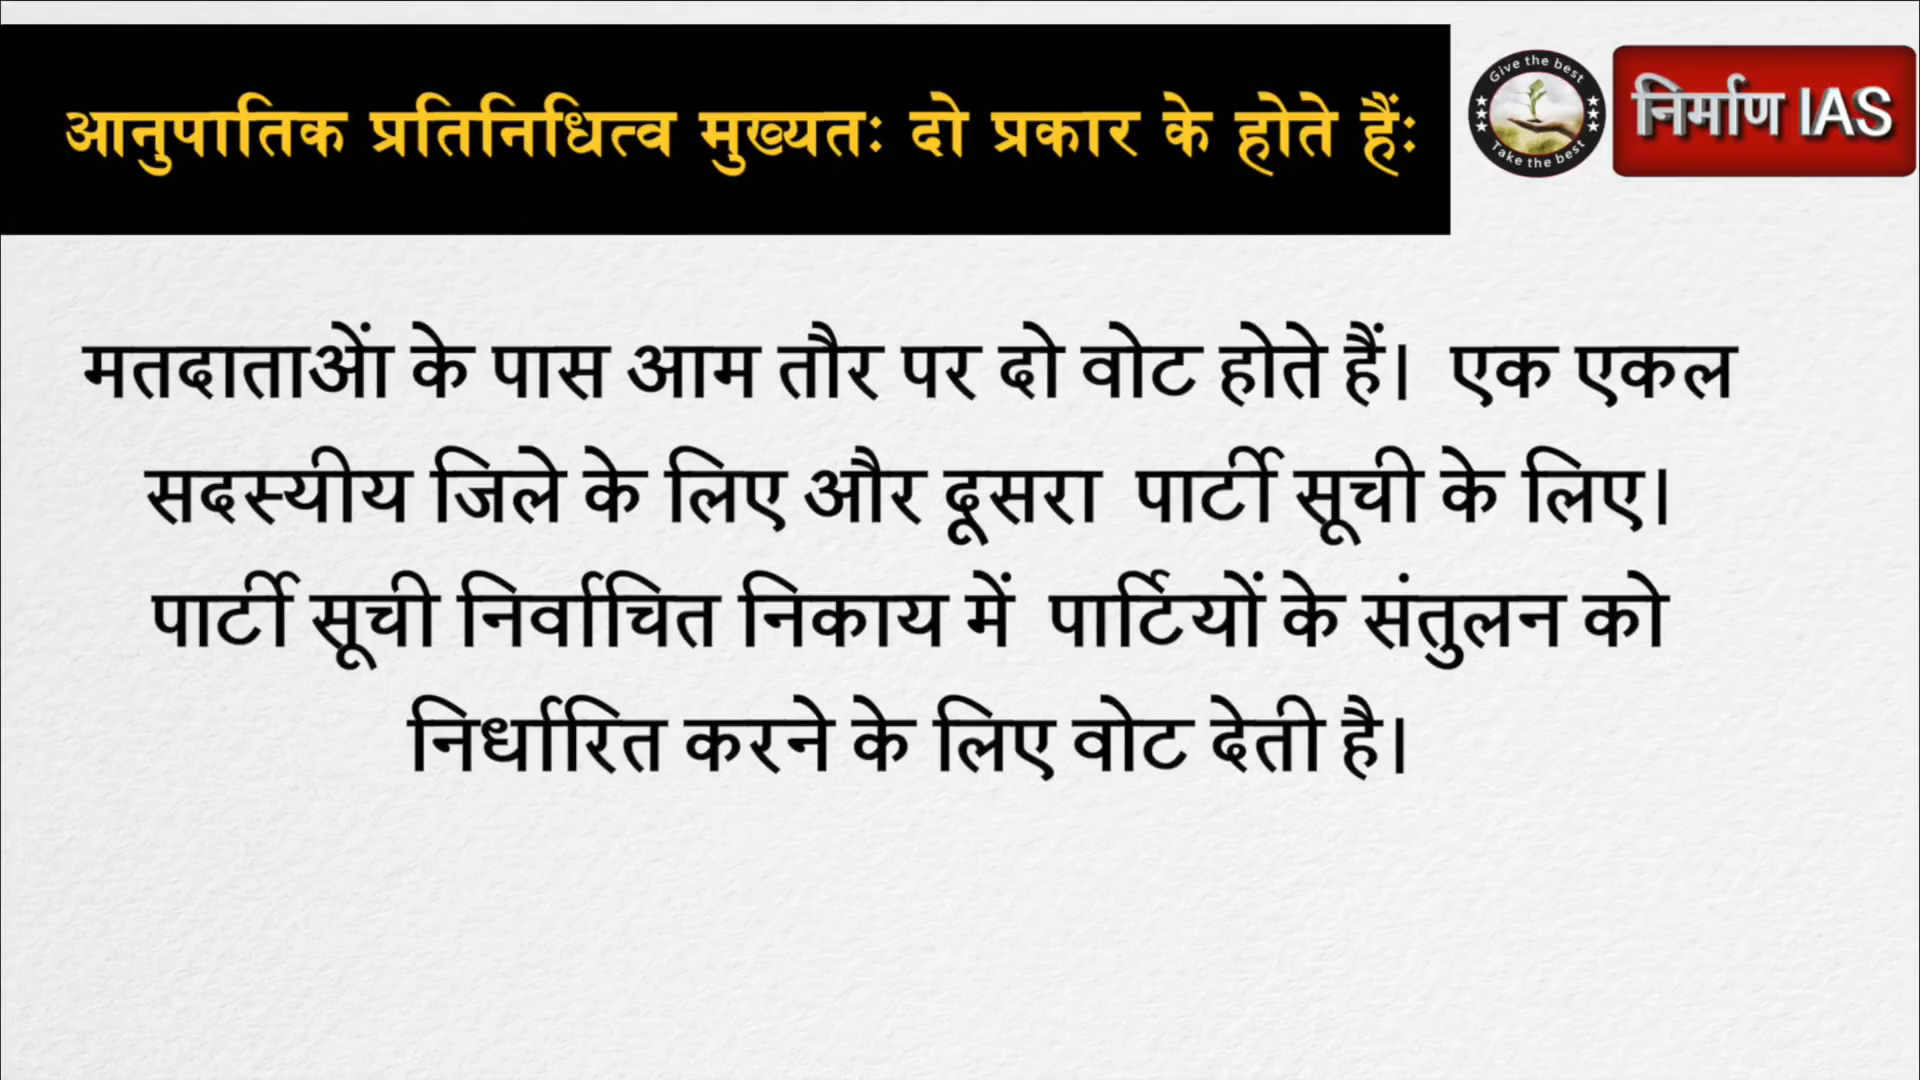 आनुपातिक प्रतिनिधित्व मुख्यतः दो प्रकार के होते हैंः
Give the best
Take the best
निर्माण IAS
मतदाताओं के पास आम तौर पर दो वोट होते हैं। एक एकल
सदस्यीय जिले के लिए और दूसरा पार्टी सूची के लिए।
पार्टी सूची निर्वाचित निकाय में पार्टियों के संतुलन को
निर्धारित करने के लिए वोट देती है।